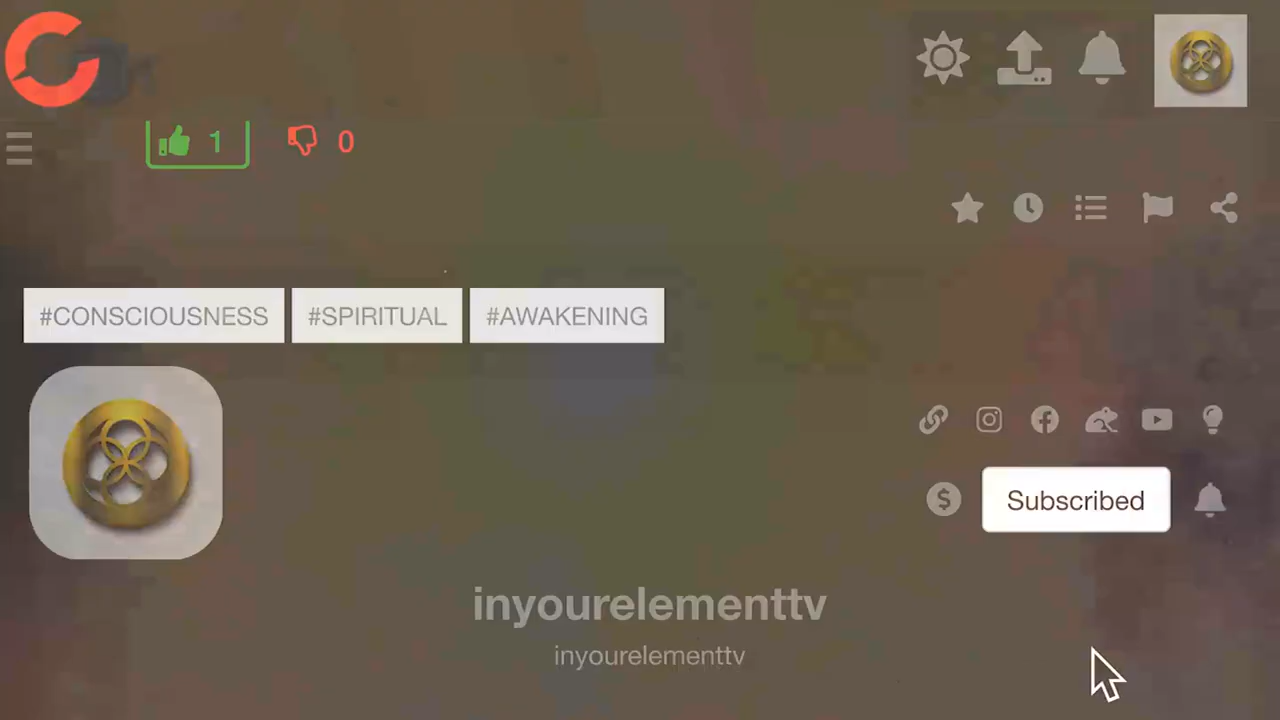 1 0
#CONSCIOUSNESS #SPIRITUAL #AWAKENING
Subscribed
inyourelementtv
inyourelementtv